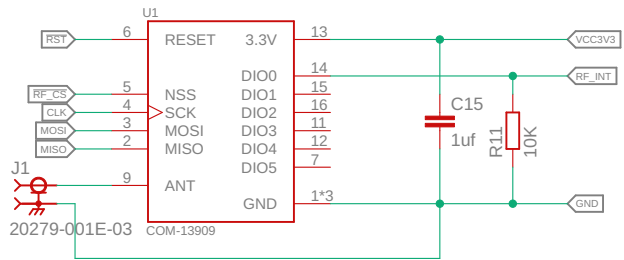 U1
RST
6
RESET
3.3V
13
VCC3V3
DIO0
14
RF_INT
RF_CS
5
NSS
DIO1
15
CLK
4
SCK
DIO2
16
MOSI
3
MOSI
DIO3
11
MISO
2
MISO
DIO4
12
DIO5
7
C15
1uf
R11
10K
J1
9
ANT
GND
1*3
GND
20279-001E-03
COM-13909